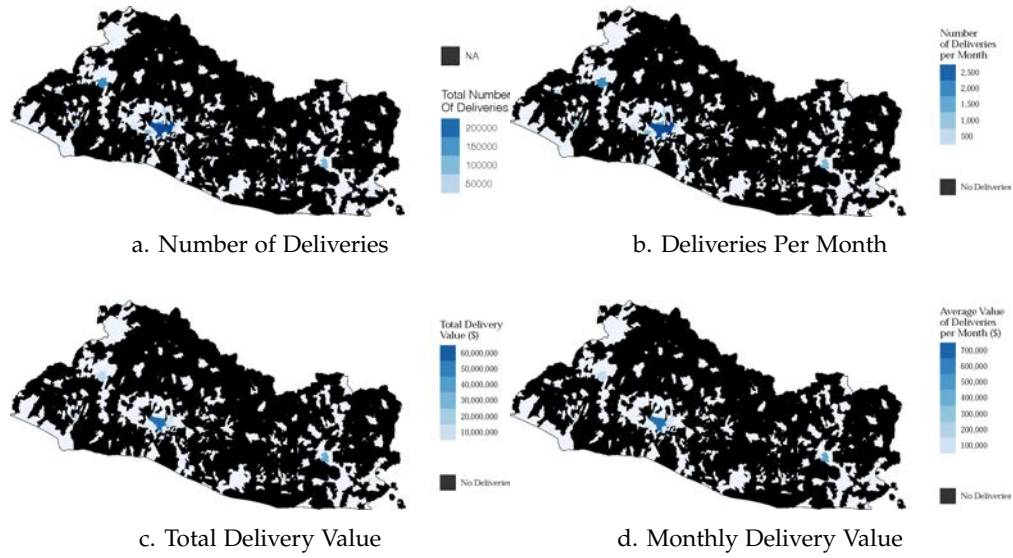 NA
Total Number
Of Deliveries
200000
150000
100000
50000
a. Number of Deliveries
Number
of Deliveries
per Month
2,500
2,000
1,500
1,000
500
No Deliveries
b. Deliveries Per Month
Total Delivery
Value ($)
60,000,000
50,000,000
40,000,000
30,000,000
20,000,000
10,000,000
No Deliveries
c. Total Delivery Value
Average Value
of Deliveries
per Month ($)
700,000
600,000
500,000
400,000
300,000
200,000
100,000
No Deliveries
d. Monthly Delivery Value